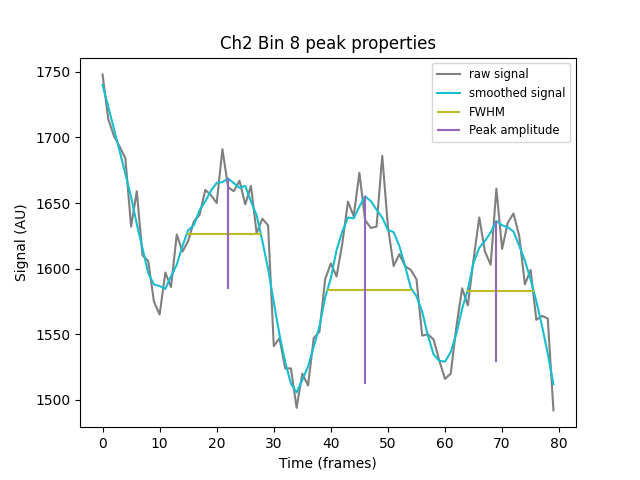 Ch2 Bin 8 peak properties
raw signal
smoothed signal
FWHM
Peak amplitude
Signal (AU)
1750
1700
1650
1600
1550
1500
0 10 20 30 40 50 60 70 80
Time (frames)